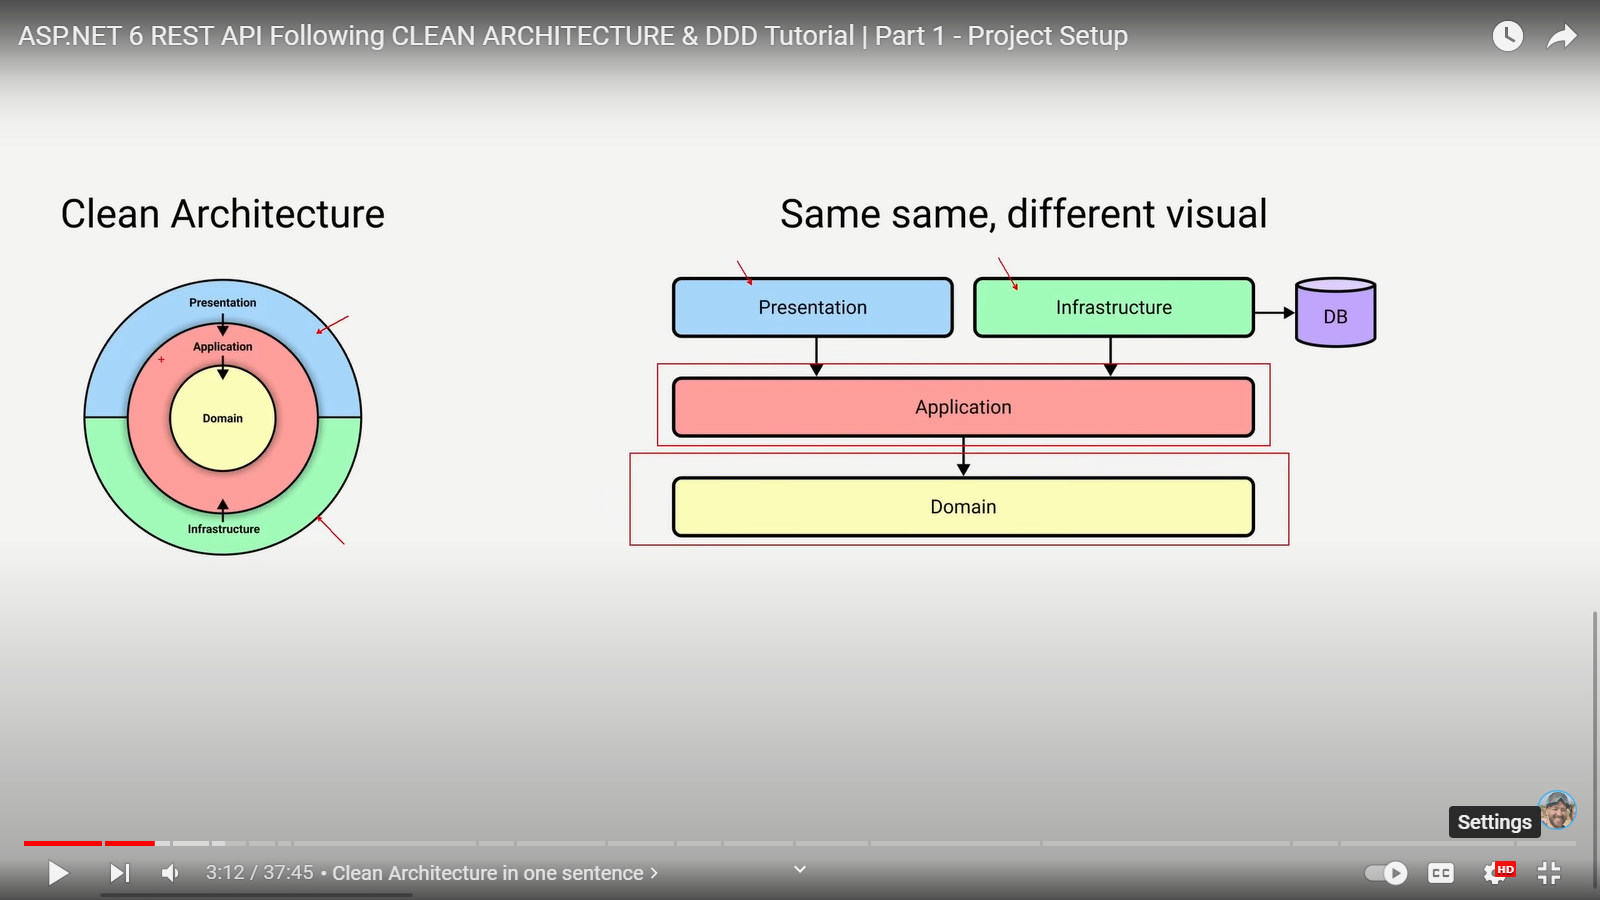 ASP.NET 6 REST API Following CLEAN ARCHITECTURE & DDD Tutorial | Part 1 - Project Setup
Clean Architecture
Same same, different visual
Presentation
Application
Domain
Infrastructure
Presentation
Infrastructure
DB
Application
Domain
Settings
3:12 / 37:45 • Clean Architecture in one sentence >
CC
HD